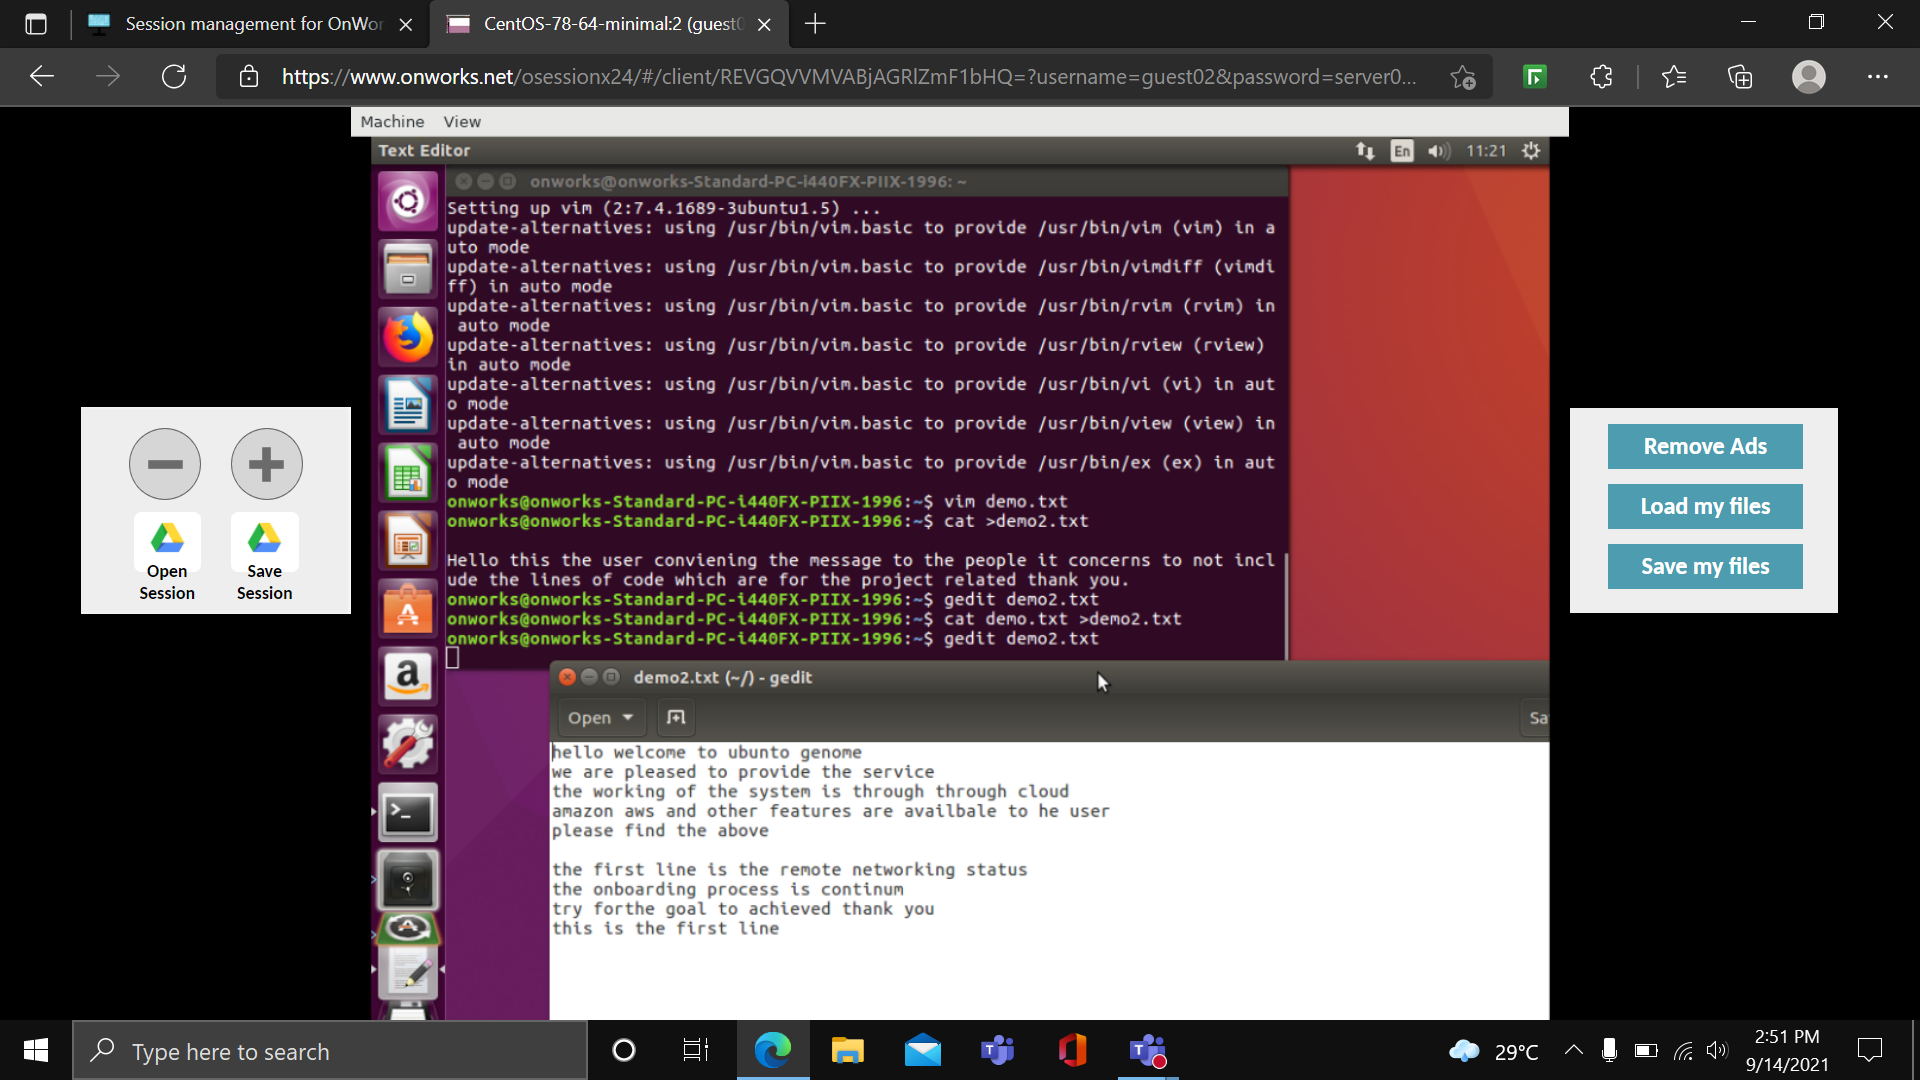 Session management for OnWor
CentOS-78-64-minimal:2 (guest0
https://www.onworks.net/osessionx24/#/client/REVGQVVMVABjAGRlZmF1bHQ=?username=guest02&password=server0...
Machine View
Text Editor
En
11:21
onworks@onworks-Standard-PC-i440FX-PIIX-1996: ~
Setting up vim (2:7.4.1689-3ubuntu1.5) ...
update-alternatives: using /usr/bin/vim.basic to provide /usr/bin/vim (vim) in a
uto mode
update-alternatives: using /usr/bin/vim.basic to provide /usr/bin/vimdiff (vimdi
ff) in auto mode
update-alternatives: using /usr/bin/vim.basic to provide /usr/bin/rvim (rvim) in
auto mode
update-alternatives: using /usr/bin/vim.basic to provide /usr/bin/rview (rview)
in auto mode
update-alternatives: using /usr/bin/vim.basic to provide /usr/bin/vi (vi) in aut
o mode
update-alternatives: using /usr/bin/vim.basic to provide /usr/bin/view (view) in
auto mode
update-alternatives: using /usr/bin/vim.basic to provide /usr/bin/ex (ex) in aut
o mode
onworks@onworks-Standard-PC-i440FX-PIIX-1996:~$ vim demo.txt
onworks@onworks-Standard-PC-i440FX-PIIX-1996:~$ cat >demo2.txt
Hello this the user conviening the message to the people it concerns to not incl
ude the lines of code which are for the project related thank you.
onworks@onworks-Standard-PC-i440FX-PIIX-1996:~$ gedit demo2.txt
onworks@onworks-Standard-PC-i440FX-PIIX-1996:~$ cat demo.txt >demo2.txt
onworks@onworks-Standard-PC-i440FX-PIIX-1996:~$ gedit demo2.txt
Open
Session
Save
Session
Remove Ads
Load my files
Save my files
demo2.txt (~/) - gedit
Open
Sa
hello welcome to ubunto genome
we are pleased to provide the service
the working of the system is through through cloud
amazon aws and other features are availbale to he user
please find the above
the first line is the remote networking status
the onboarding process is continum
try forthe goal to achieved thank you
this is the first line
Type here to search
29°C
2:51 PM
9/14/2021